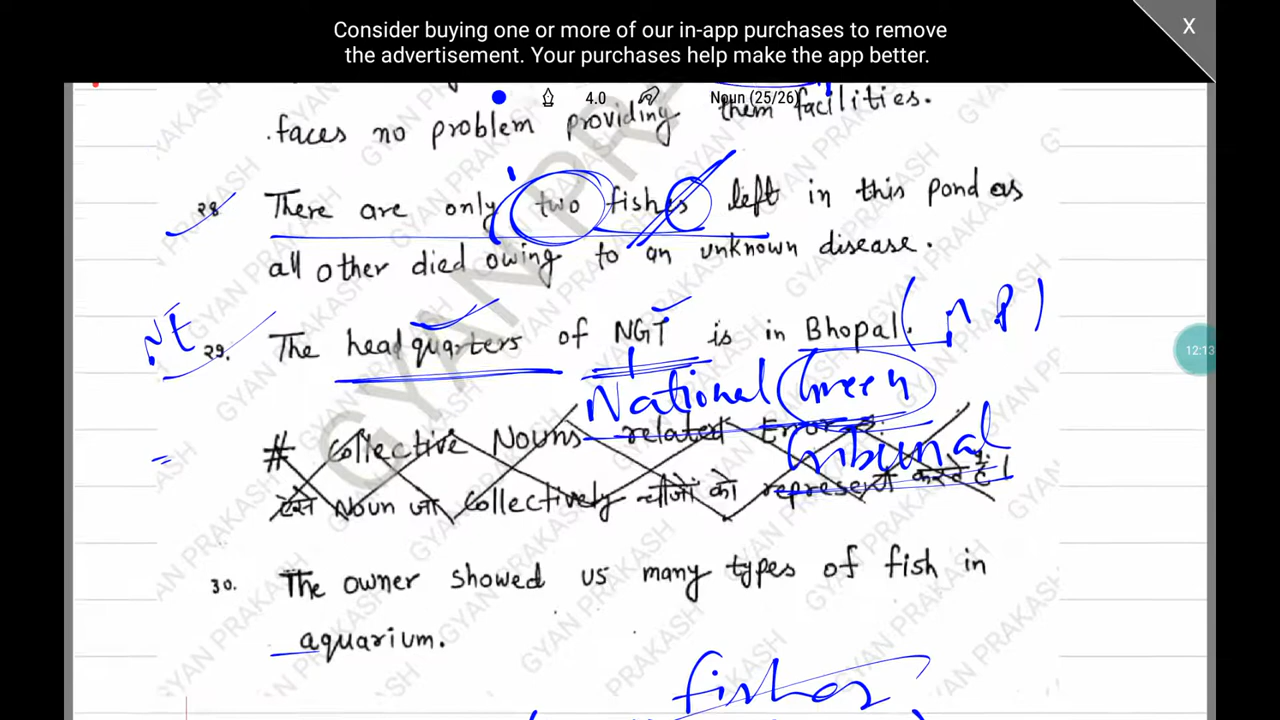 Consider buying one or more of our in-app purchases to remove
the advertisement. Your purchases help make the app better.
X
4.0
Noun (25/26)
.faces no problem providing them facilities.
28 There are only two fishes left in this pond as
all other died owing to an unknown disease.
Nt 29. The headquarters of NGT is in Bhopal. (M P)
National Green
Tribunal
# Collective Nouns related Errors.
ऐसा Noun जो collectively चीजों को represent करते हैं।
30. The owner showed us many types of fish in
aquarium.
fishes
12:13